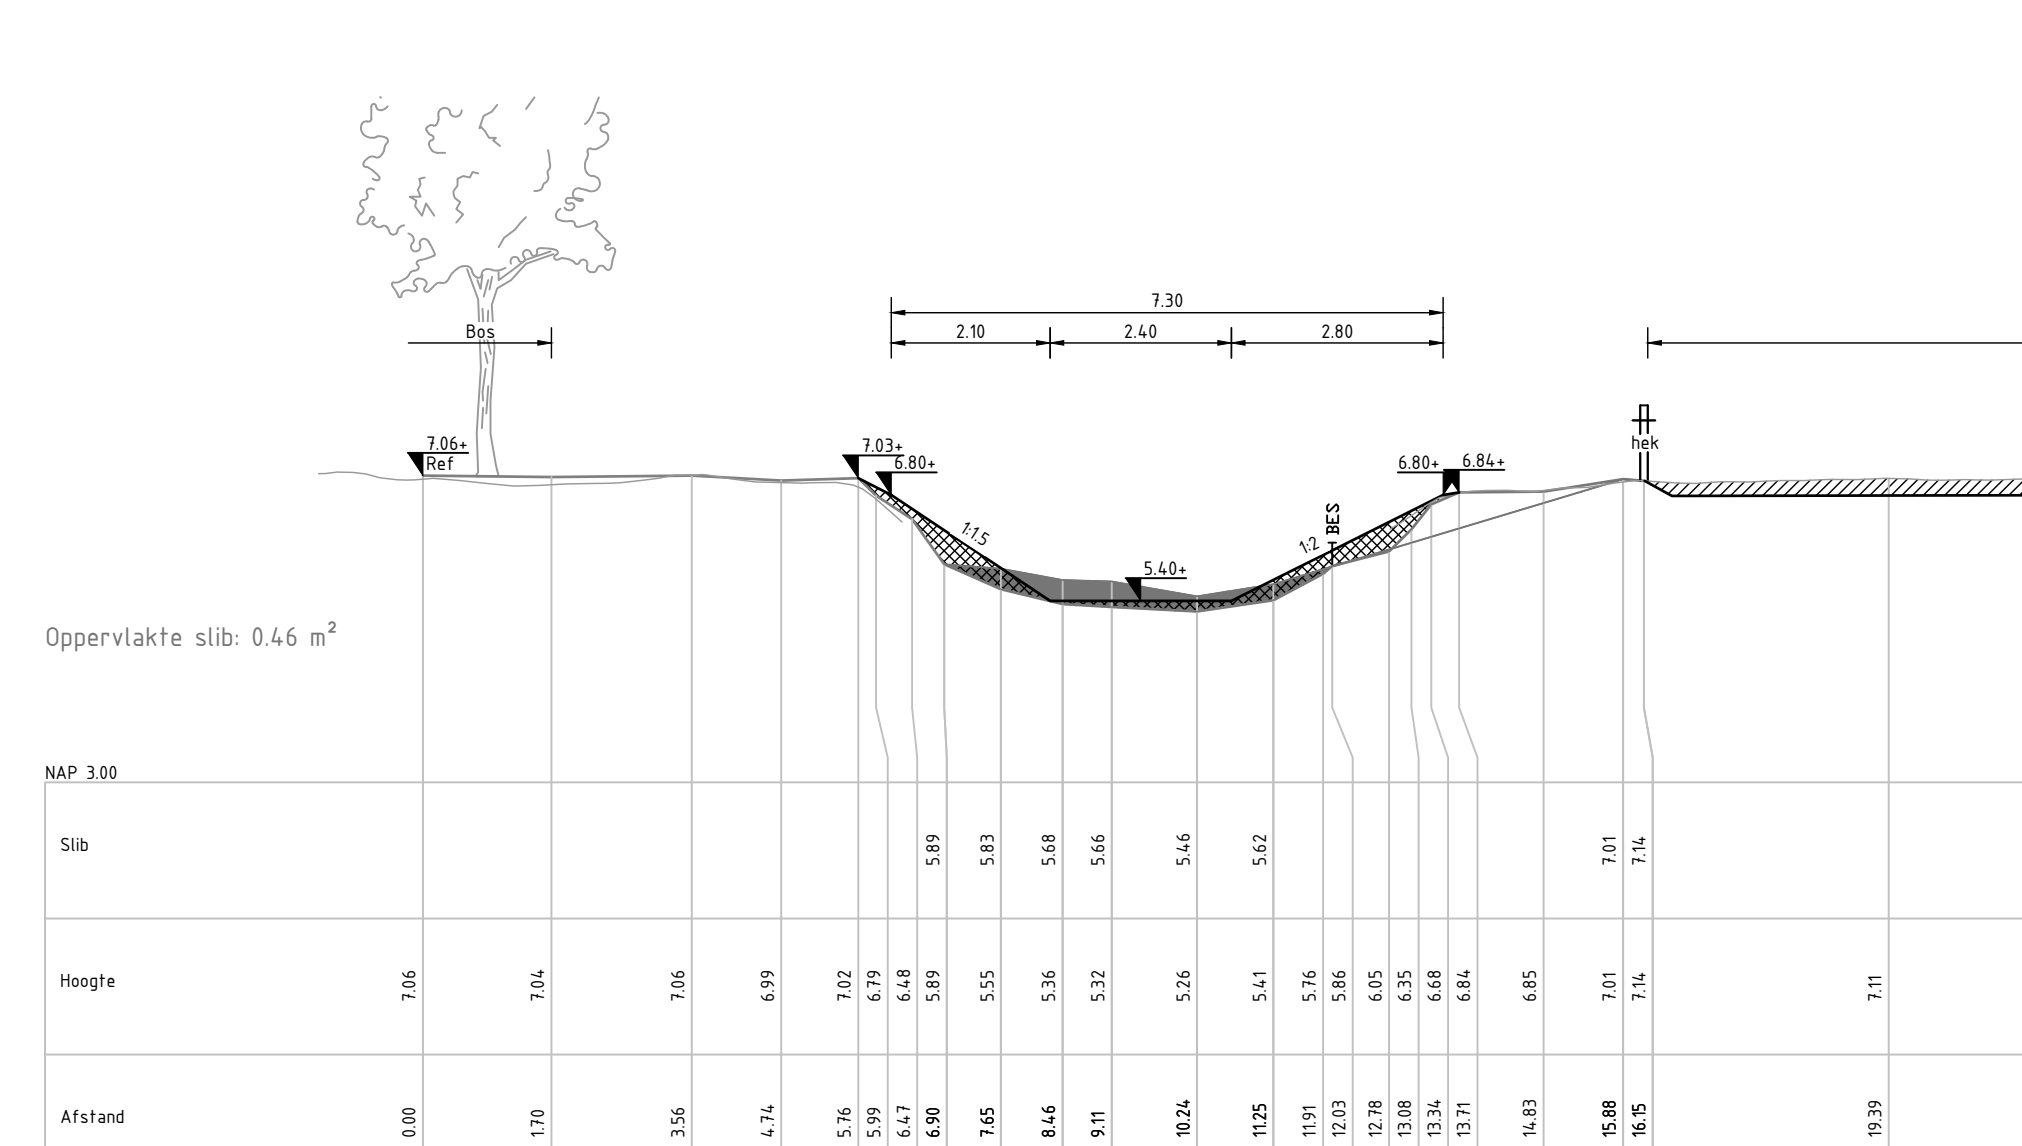 7.30
Bos
2.10
2.40
2.80
7.06+
Ref
7.03+
6.80+
6.80+
6.84+
hek
1:1.5
5.40+
1:2
BES
Oppervlakte slib: 0.46 m²
NAP 3.00
Slib 5.89 5.83 5.68 5.66 5.46 5.62 7.01 7.14
Hoogte 7.06 7.04 7.06 6.99 7.02 6.79 6.48 5.89 5.55 5.36 5.32 5.26 5.41 5.76 5.86 6.05 6.35 6.68 6.84 6.85 7.01 7.14 7.11
Afstand 0.00 1.70 3.56 4.74 5.76 5.99 6.47 6.90 7.65 8.46 9.11 10.24 11.25 11.91 12.03 12.78 13.08 13.34 13.71 14.83 15.88 16.15 19.39